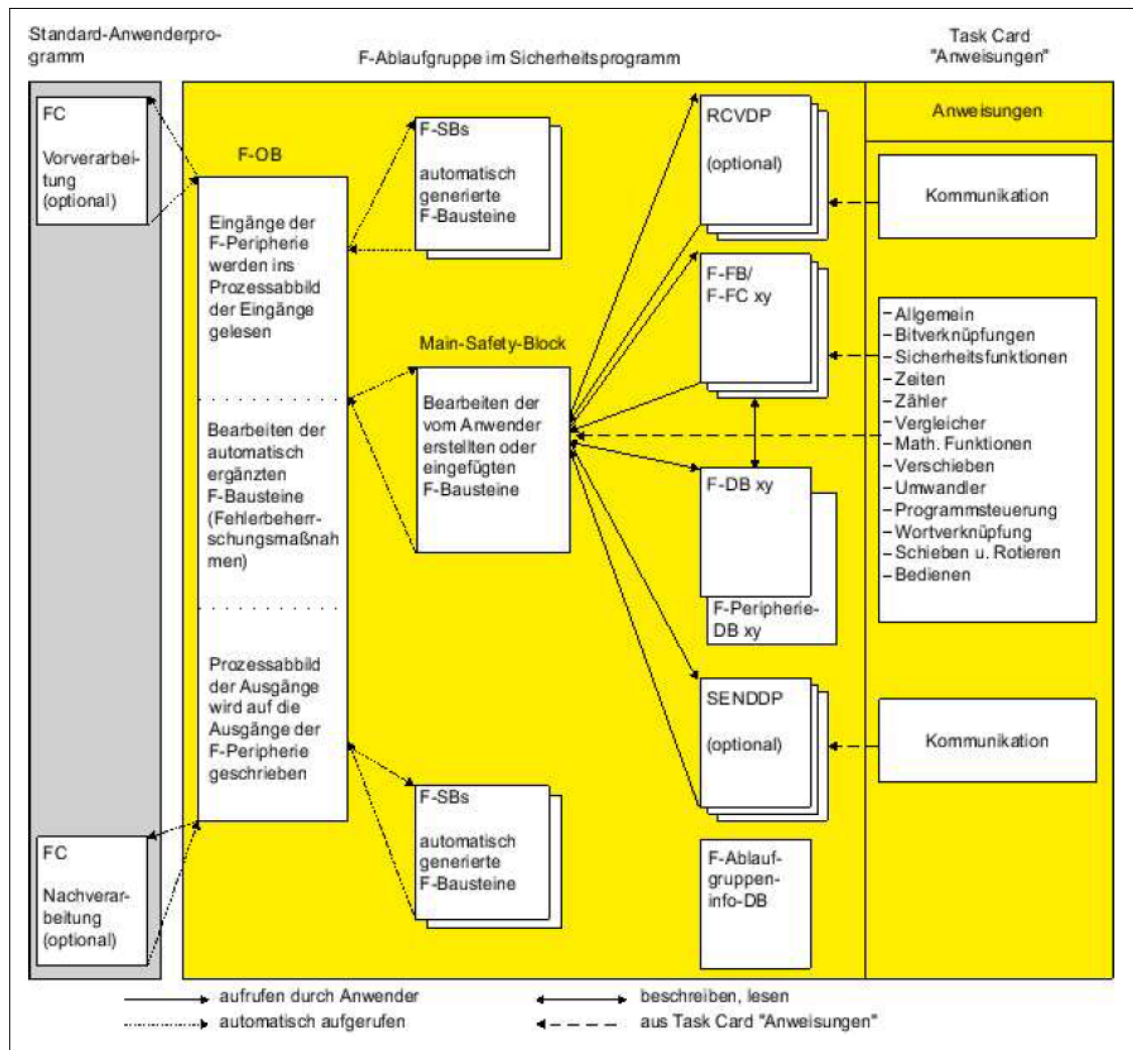 Standard-Anwenderpro-
gramm
F-Ablaufgruppe im Sicherheitsprogramm
Task Card
"Anweisungen"
FC
Vorverarbei-
tung
(optional)
F-OB
Eingänge der
F-Peripherie
werden ins
Prozessabbild
der Eingänge
gelesen
Bearbeiten der
automatisch
ergänzten
F-Bausteine
(Fehlerbeherr-
schungsmaßnah
men)
Prozessabbild
der Ausgänge
wird auf die
Ausgänge der
F-Peripherie
geschrieben
FC
Nachverar-
beitung
(optional)
F-SBs
automatisch
generierte
F-Bausteine
Main-Safety-Block
Bearbeiten der
vom Anwender
erstellten oder
eingefügten
F-Bausteine
F-SBs
automatisch
generierte
F-Bausteine
RCVDP
(optional)
F-FB/
F-FC xy
F-DB xy
F-Peripherie-
DB xy
SENDDP
(optional)
F-Ablauf-
gruppen-
info-DB
Anweisungen
Kommunikation
– Allgemein
– Bitverknüpfungen
– Sicherheitsfunktionen
– Zeiten
– Zähler
– Vergleicher
– Math. Funktionen
– Verschieben
– Umwandler
– Programmsteuerung
– Wortverknüpfung
– Schieben u. Rotieren
– Bedienen
Kommunikation
aufrufen durch Anwender
beschreiben, lesen
automatisch aufgerufen
aus Task Card "Anweisungen"